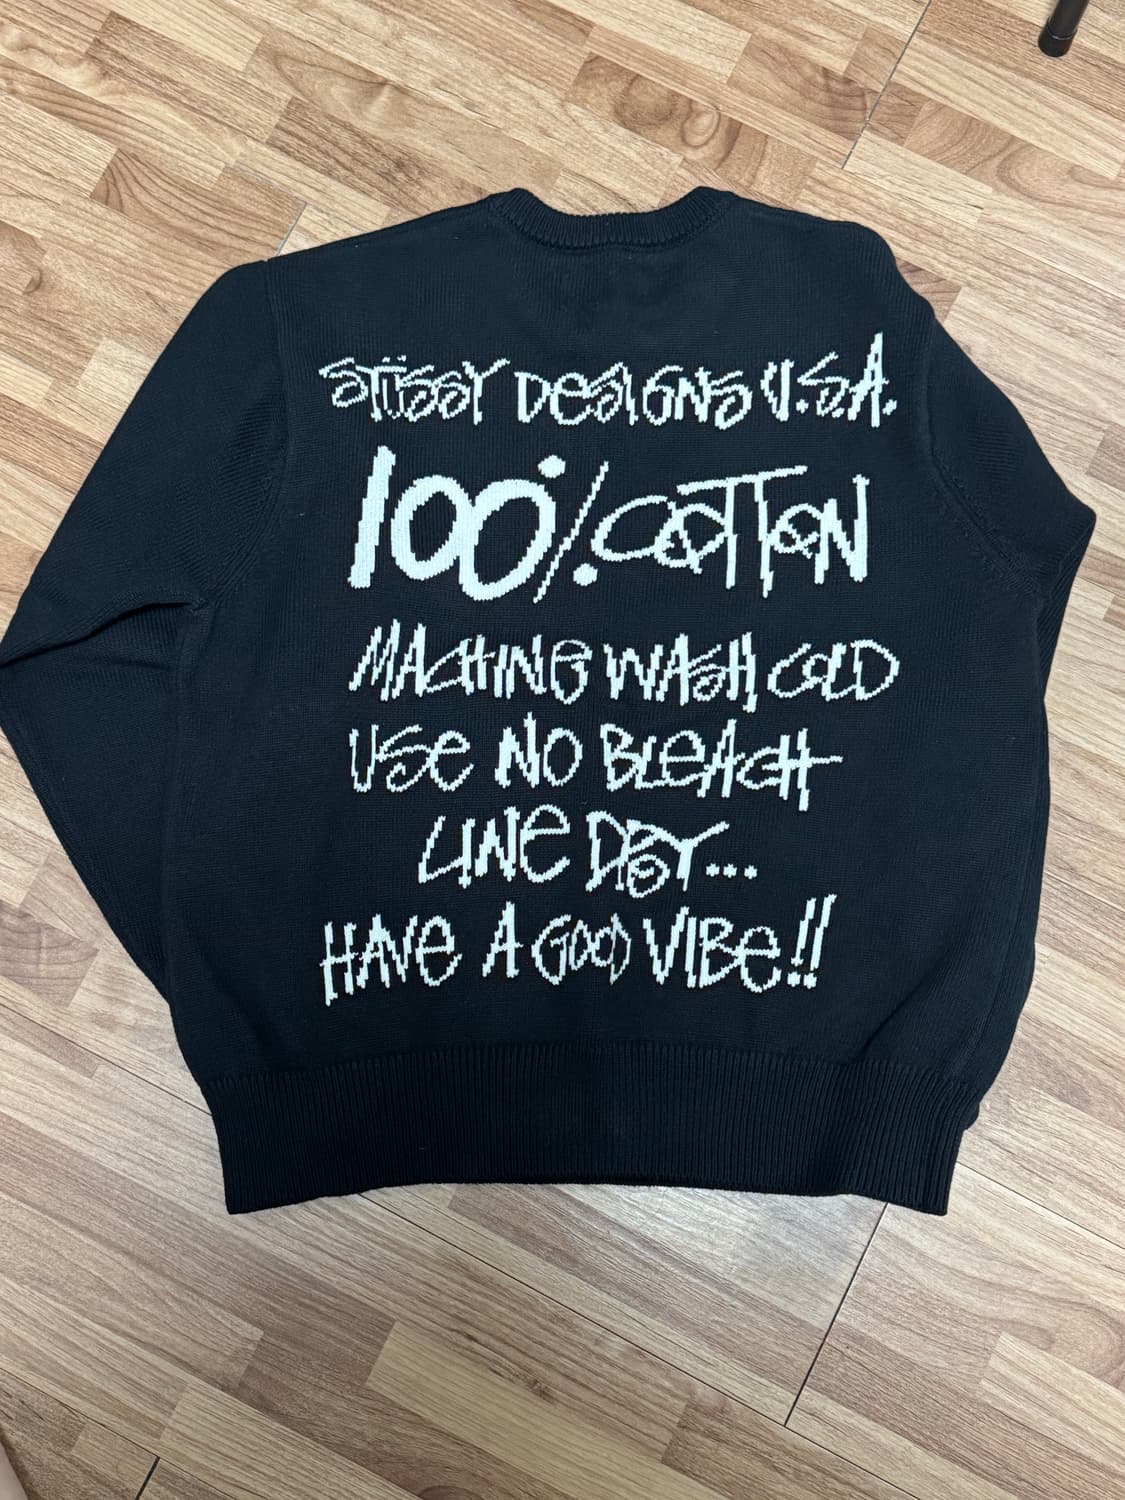 STÜSSY DESIGNS U.S.A.
100% COTTON
MACHINE WASH COLD
USE NO BLEACH
LINE DRY...
HAVE A GOOD VIBE!!